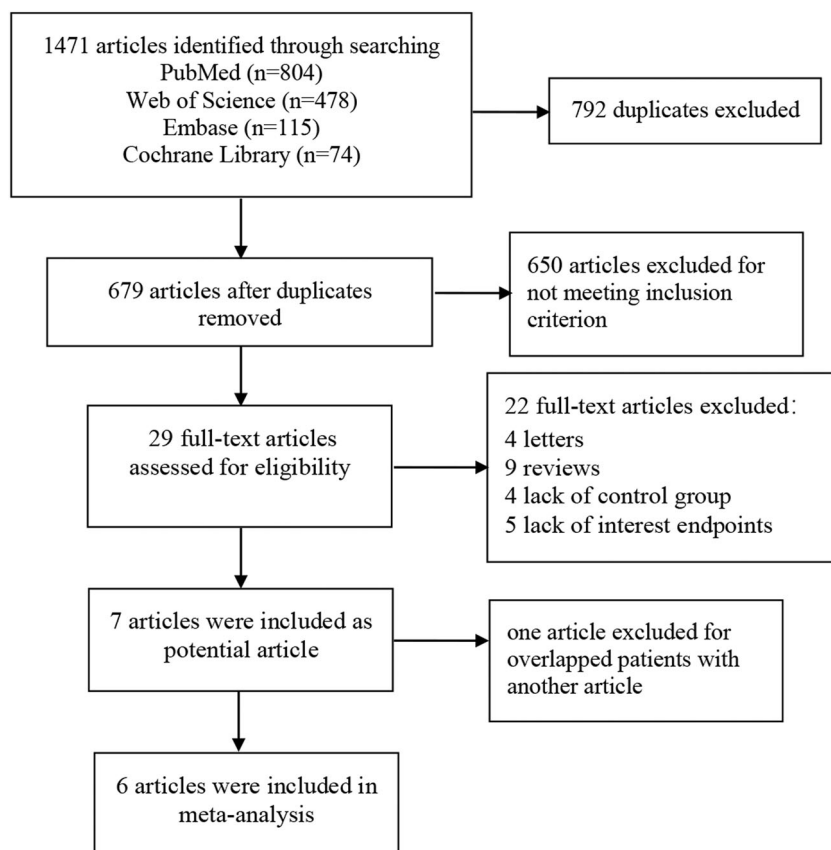 1471 articles identified through searching
PubMed (n=804)
Web of Science (n=478)
Embase (n=115)
Cochrane Library (n=74)
792 duplicates excluded
679 articles after duplicates
removed
650 articles excluded for
not meeting inclusion
criterion
29 full-text articles
assessed for eligibility
22 full-text articles excluded：
4 letters
9 reviews
4 lack of control group
5 lack of interest endpoints
7 articles were included as
potential article
one article excluded for
overlapped patients with
another article
6 articles were included in
meta-analysis